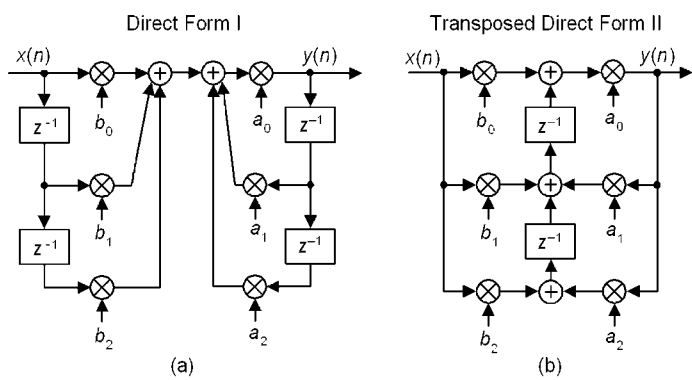 Direct Form I
Transposed Direct Form II
x(n)
y(n)
x(n)
y(n)
z⁻¹
b₀
a₀
z⁻¹
b₀
z⁻¹
a₀
b₁
a₁
b₁
a₁
z⁻¹
z⁻¹
z⁻¹
b₂
a₂
b₂
a₂
(a)
(b)